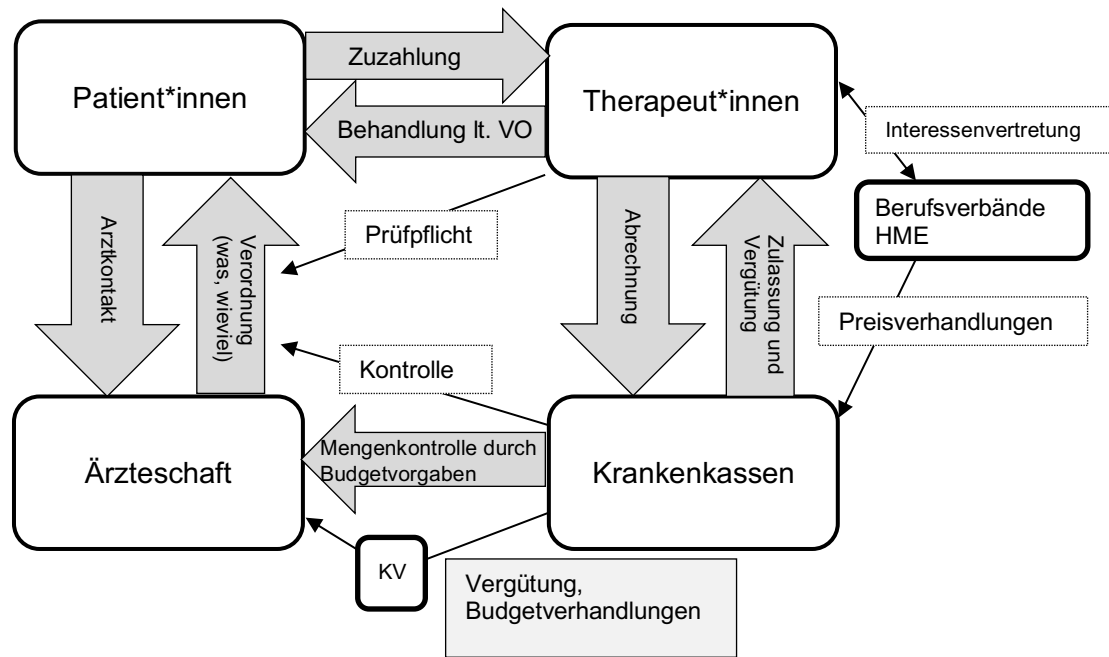 Zuzahlung
Patient*innen
Therapeut*innen
Behandlung lt. VO
Interessenvertretung
Berufsverbände
HME
Prüfpflicht
Arztkontakt
Verordnung
(was, wieviel)
Abrechnung
Zulassung und
Vergütung
Preisverhandlungen
Kontrolle
Ärzteschaft
Mengenkontrolle durch
Budgetvorgaben
Krankenkassen
KV
Vergütung,
Budgetverhandlungen